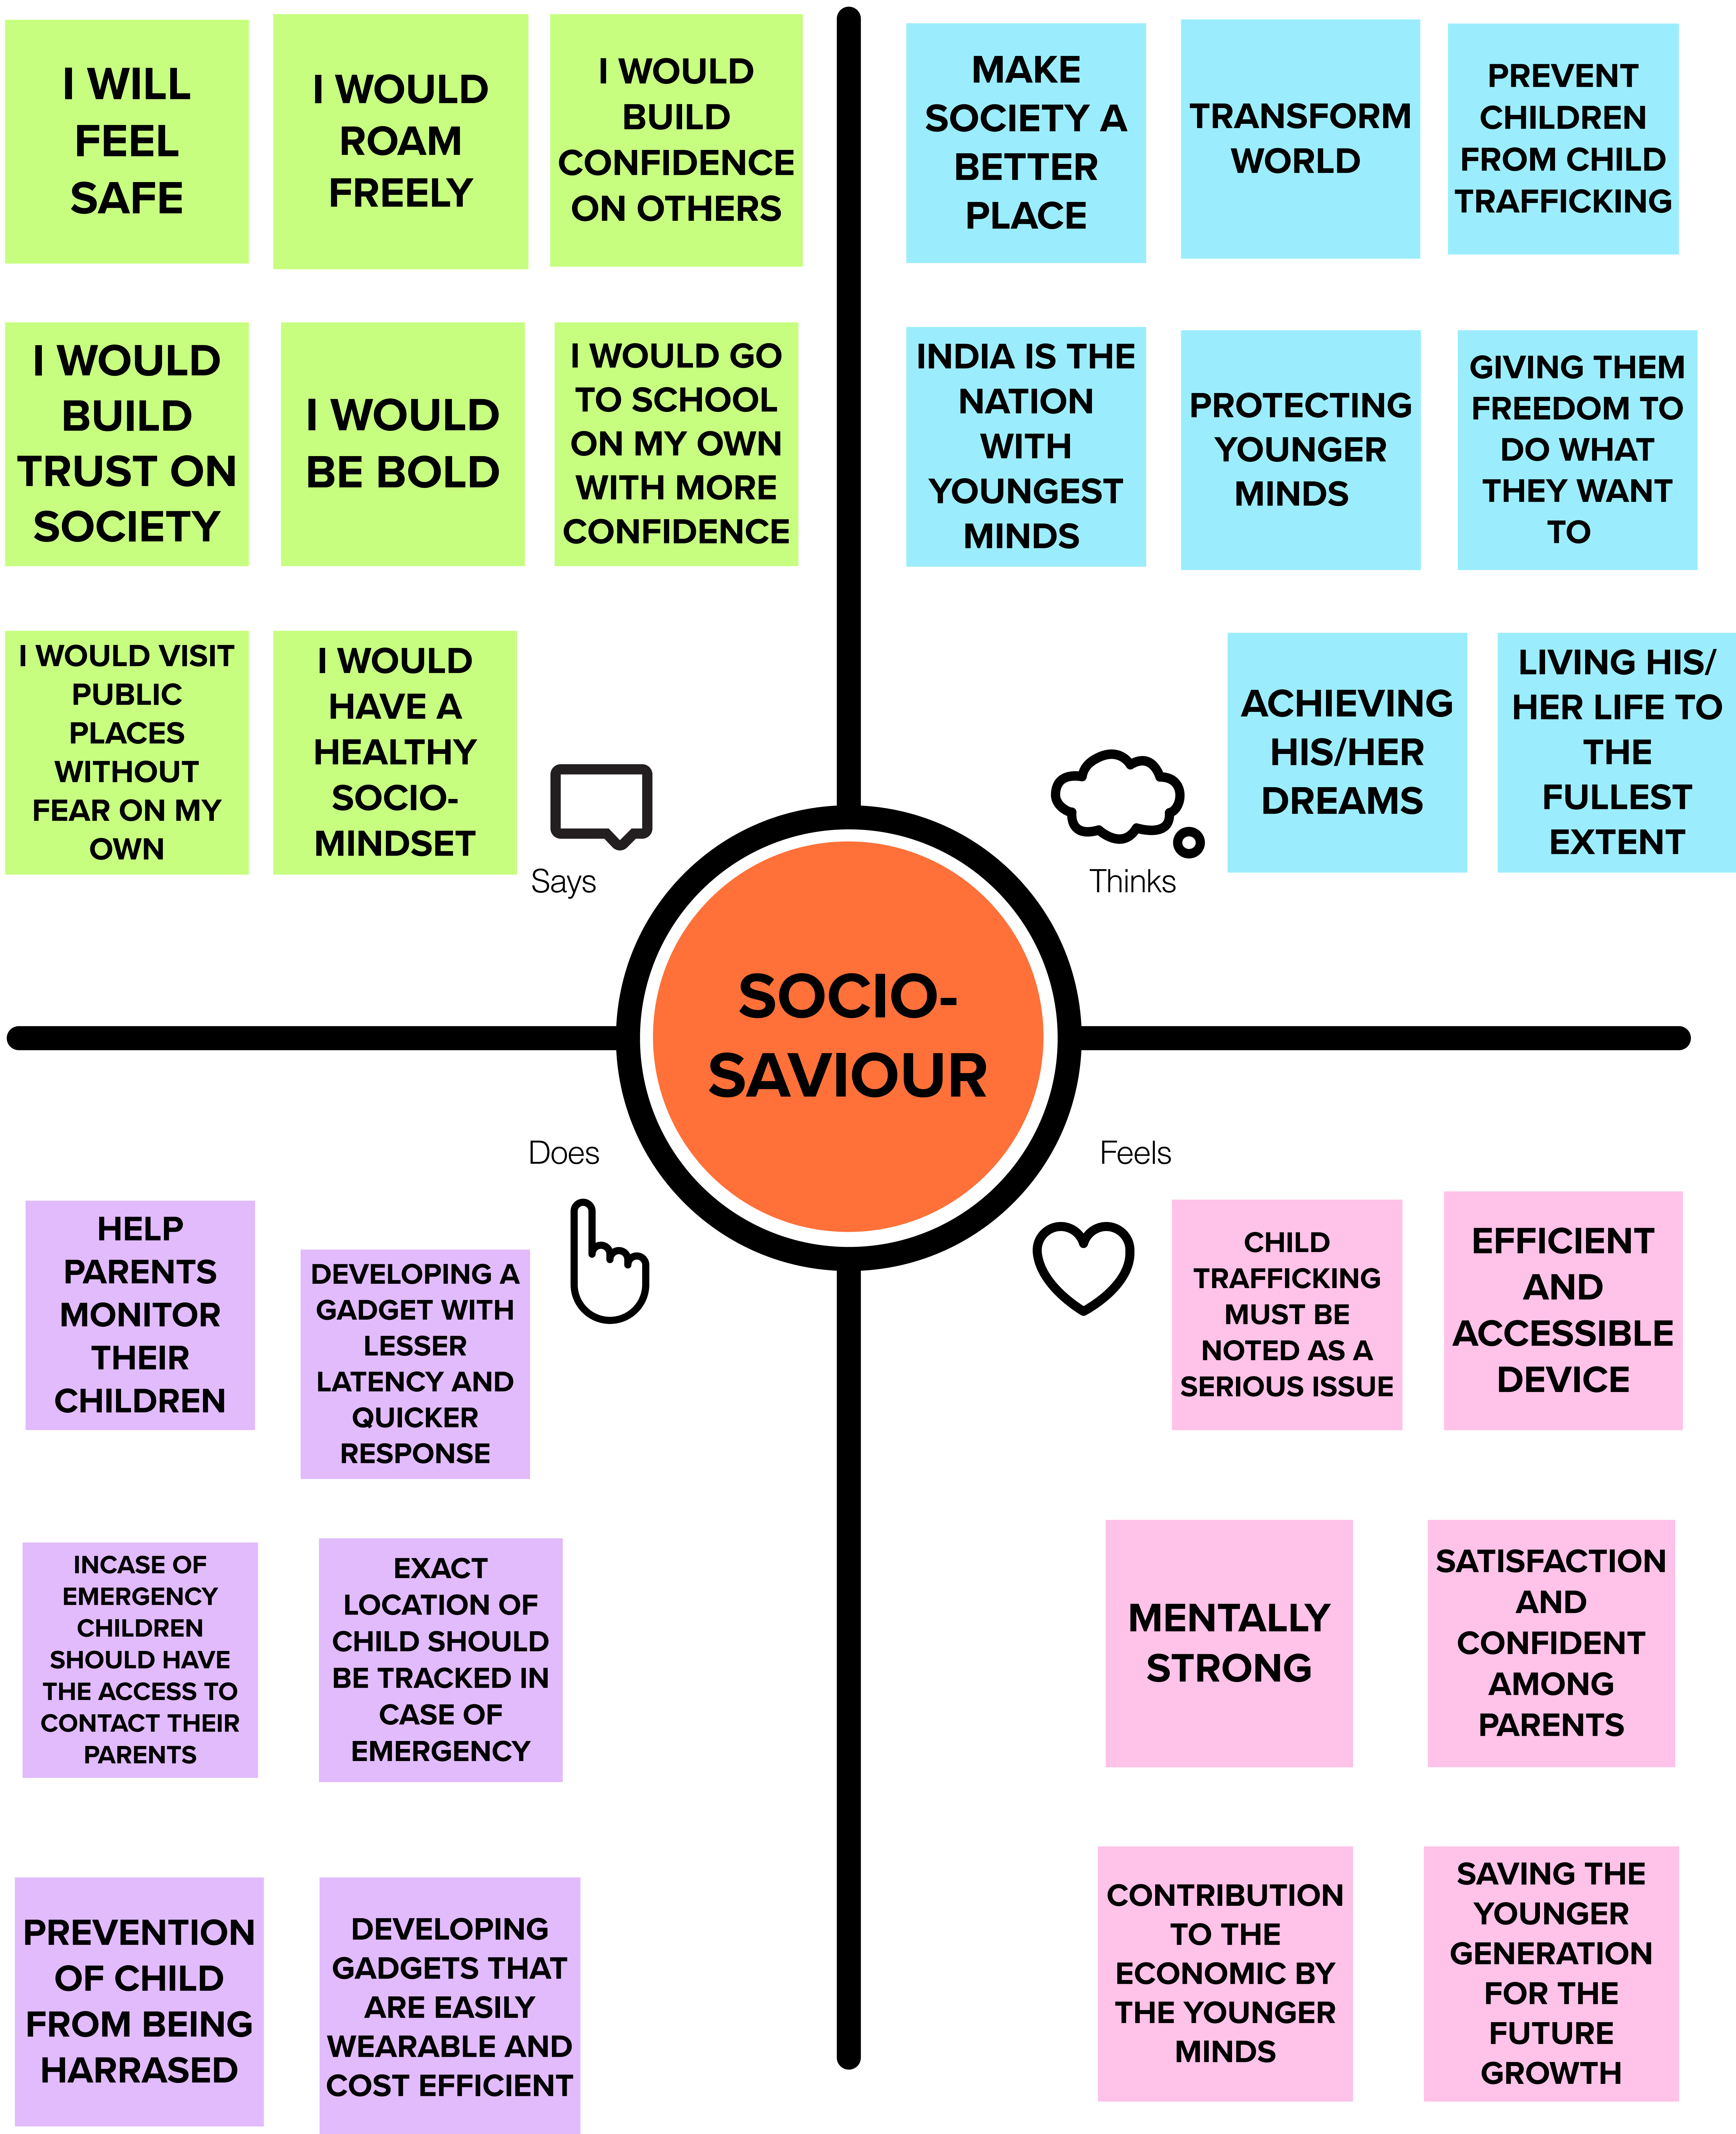 I WILL
FEEL
SAFE
I WOULD
ROAM
FREELY
I WOULD
BUILD
CONFIDENCE
ON OTHERS
I WOULD
BUILD
TRUST ON
SOCIETY
I WOULD
BE BOLD
I WOULD GO
TO SCHOOL
ON MY OWN
WITH MORE
CONFIDENCE
I WOULD VISIT
PUBLIC
PLACES
WITHOUT
FEAR ON MY
OWN
I WOULD
HAVE A
HEALTHY
SOCIO-
MINDSET
Says
MAKE
SOCIETY A
BETTER
PLACE
TRANSFORM
WORLD
PREVENT
CHILDREN
FROM CHILD
TRAFFICKING
INDIA IS THE
NATION
WITH
YOUNGEST
MINDS
PROTECTING
YOUNGER
MINDS
GIVING THEM
FREEDOM TO
DO WHAT
THEY WANT
TO
ACHIEVING
HIS/HER
DREAMS
LIVING HIS/
HER LIFE TO
THE
FULLEST
EXTENT
Thinks
SOCIO-
SAVIOUR
Does
HELP
PARENTS
MONITOR
THEIR
CHILDREN
DEVELOPING A
GADGET WITH
LESSER
LATENCY AND
QUICKER
RESPONSE
INCASE OF
EMERGENCY
CHILDREN
SHOULD HAVE
THE ACCESS TO
CONTACT THEIR
PARENTS
EXACT
LOCATION OF
CHILD SHOULD
BE TRACKED IN
CASE OF
EMERGENCY
PREVENTION
OF CHILD
FROM BEING
HARRASED
DEVELOPING
GADGETS THAT
ARE EASILY
WEARABLE AND
COST EFFICIENT
Feels
CHILD
TRAFFICKING
MUST BE
NOTED AS A
SERIOUS ISSUE
EFFICIENT
AND
ACCESSIBLE
DEVICE
MENTALLY
STRONG
SATISFACTION
AND
CONFIDENT
AMONG
PARENTS
CONTRIBUTION
TO THE
ECONOMIC BY
THE YOUNGER
MINDS
SAVING THE
YOUNGER
GENERATION
FOR THE
FUTURE
GROWTH